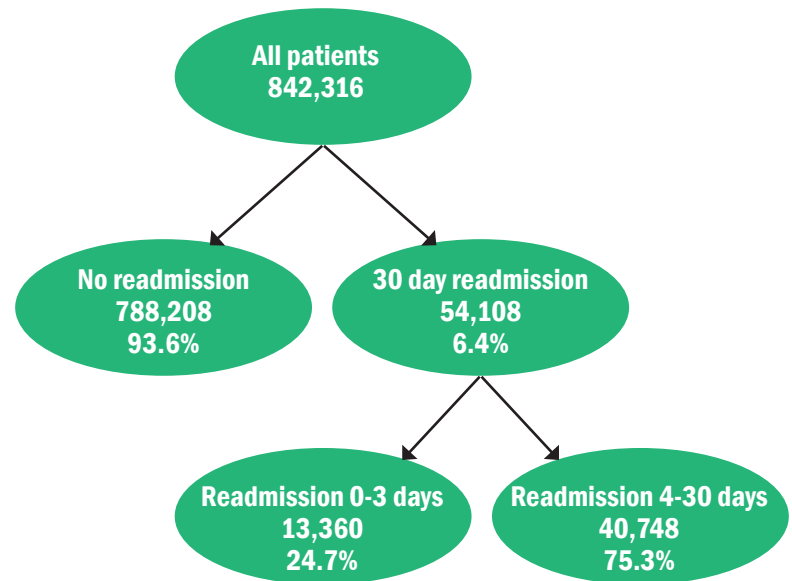 All patients
842,316
No readmission
788,208
93.6%
30 day readmission
54,108
6.4%
Readmission 0-3 days
13,360
24.7%
Readmission 4-30 days
40,748
75.3%